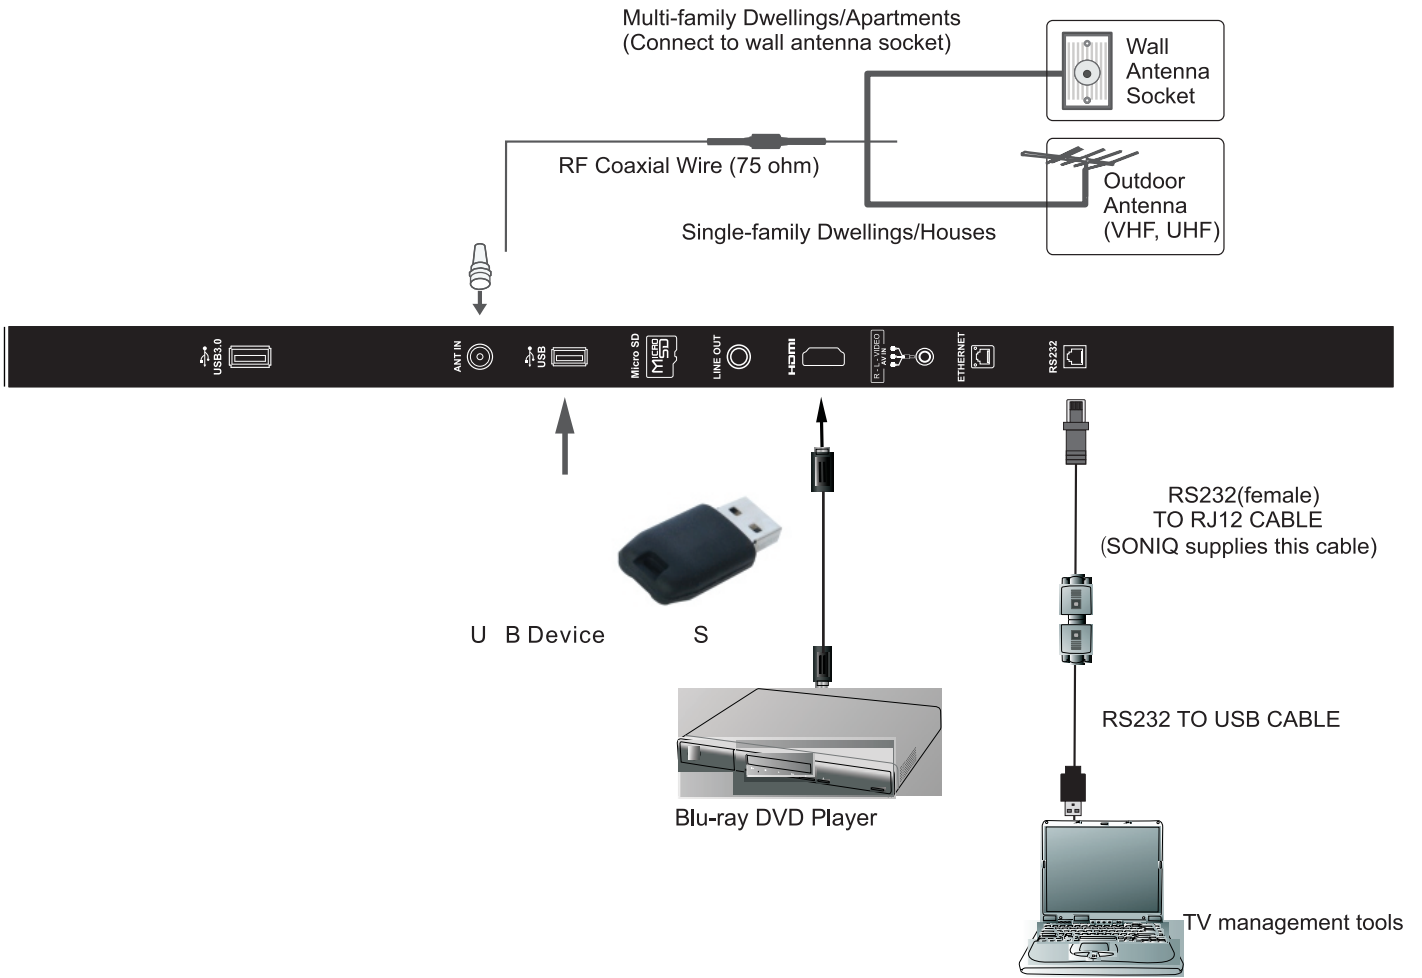 Multi-family Dwellings/Apartments
(Connect to wall antenna socket)
Wall
Antenna
Socket
RF Coaxial Wire (75 ohm)
Outdoor
Antenna
(VHF, UHF)
Single-family Dwellings/Houses
USB3.0
ANT IN
USB
Micro SD
MICRO
SD
LINE OUT
HDMI
R - L - VIDEO
AV IN
ETHERNET
RS232
RS232(female)
TO RJ12 CABLE
(SONIQ supplies this cable)
U B Device S
RS232 TO USB CABLE
Blu-ray DVD Player
TV management tools